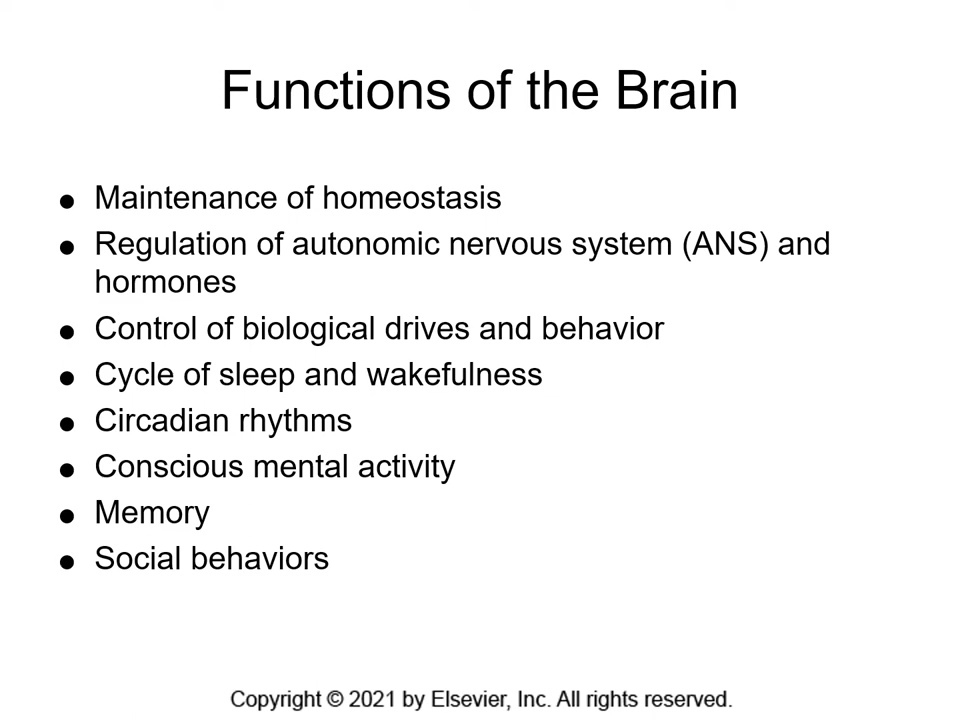 Functions of the Brain
● Maintenance of homeostasis
● Regulation of autonomic nervous system (ANS) and
hormones
● Control of biological drives and behavior
● Cycle of sleep and wakefulness
● Circadian rhythms
● Conscious mental activity
● Memory
● Social behaviors
Copyright © 2021 by Elsevier, Inc. All rights reserved.